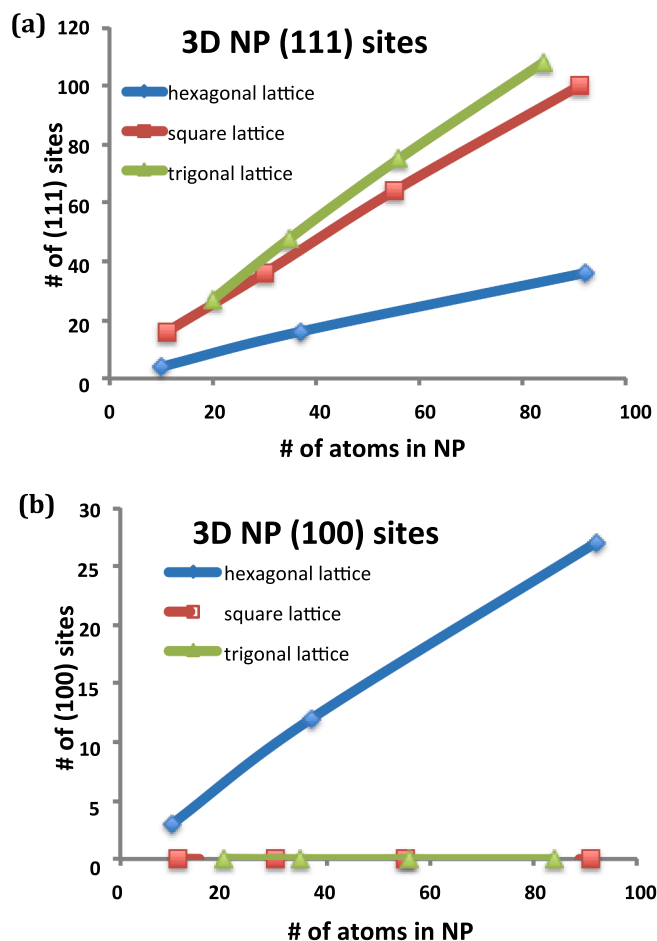 (a)
3D NP (111) sites
120
100
80
60
40
20
0
# of (111) sites
hexagonal lattice
square lattice
trigonal lattice
0 20 40 60 80 100
# of atoms in NP
(b)
3D NP (100) sites
30
25
20
15
10
5
0
# of (100) sites
hexagonal lattice
square lattice
trigonal lattice
0 20 40 60 80 100
# of atoms in NP